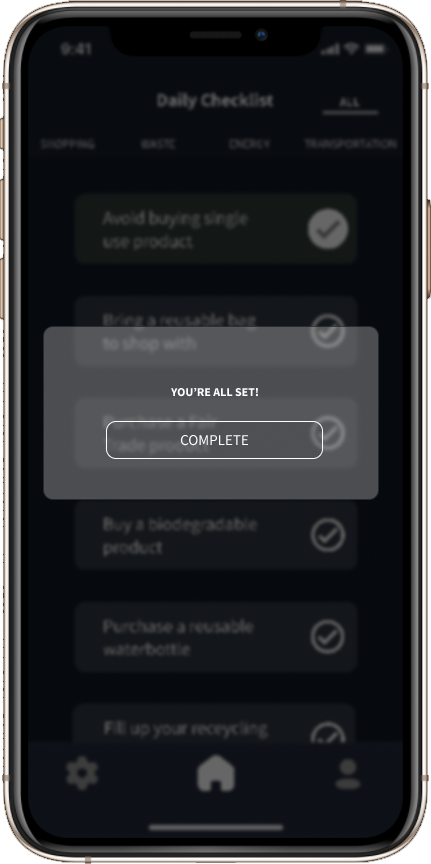 9:41
Daily Checklist
ALL
SHOPPING
WASTE
ENERGY
TRANSPORTATION
Avoid buying single
use product
Bring a reusable bag
to shop with
YOU'RE ALL SET!
Purchase a Fair
Trade product
COMPLETE
Buy a biodegradable
product
Purchase a reusable
waterbottle
Fill up your recycling